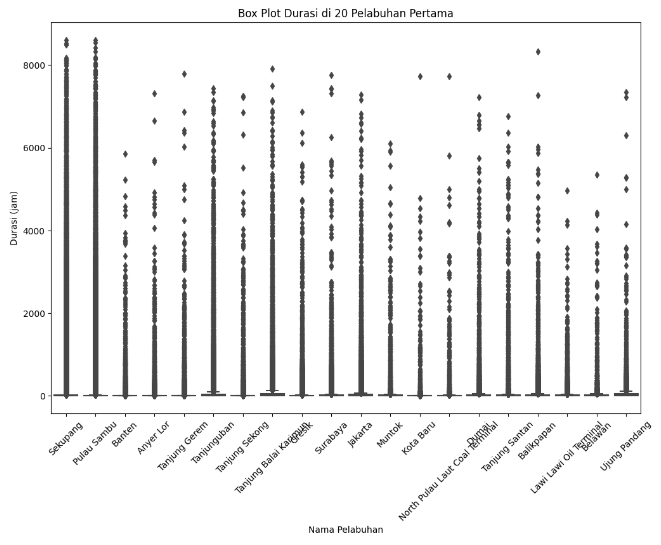 Box Plot Durasi di 20 Pelabuhan Pertama
Durasi (jam)
8000
6000
4000
2000
0
Sekupang
Pulau Sambu
Banten
Anyer Lor
Tanjung Gerem
Tanjunguban
Tanjung Sekong
Tanjung Balai Karimun
Gresik
Surabaya
Jakarta
Muntok
Kota Baru
North Pulau Laut Coal Terminal
Dumai
Tanjung Santan
Balikpapan
Lawi Lawi Oil Terminal
Belawan
Ujung Pandang
Nama Pelabuhan